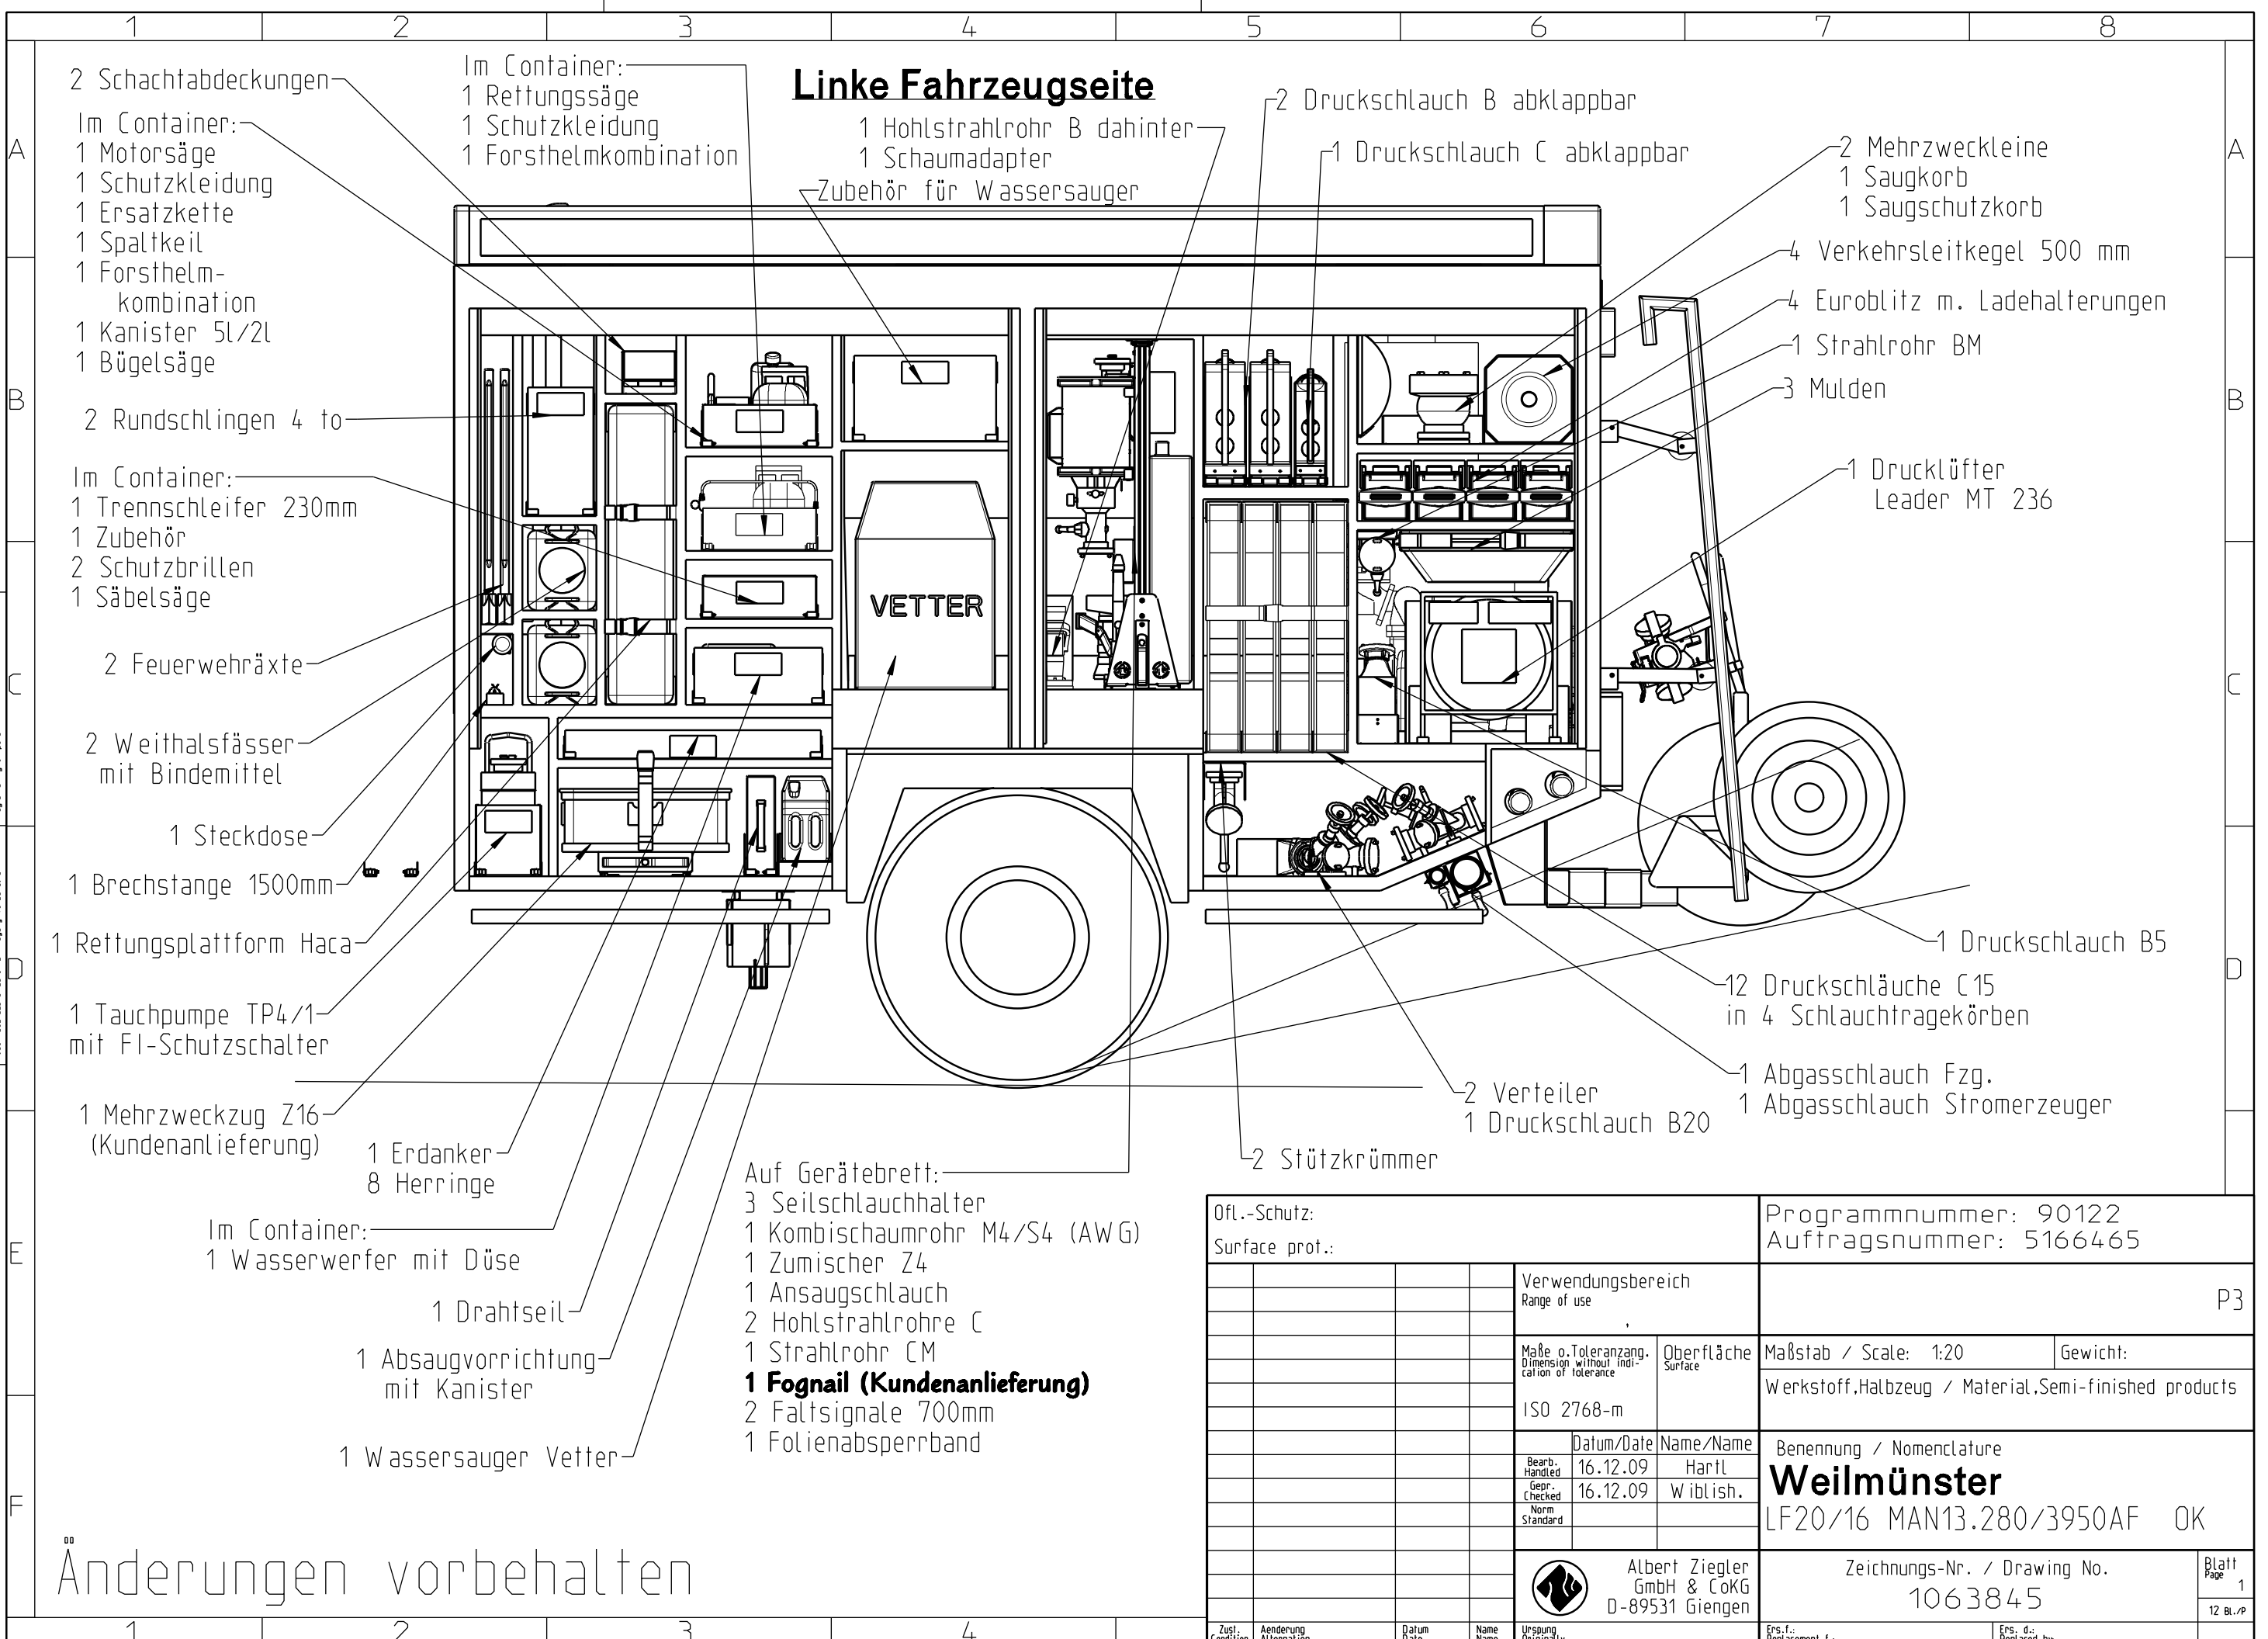 1 2 3 4 5 6 7 8
Linke Fahrzeugseite
2 Schachtabdeckungen
Im Container:
1 Motorsäge
1 Schutzkleidung
1 Ersatzkette
1 Spaltkeil
1 Forsthelm-
kombination
1 Kanister 5l/2l
1 Bügelsäge
2 Rundschlingen 4 to
Im Container:
1 Trennschleifer 230mm
1 Zubehör
2 Schutzbrillen
1 Säbelsäge
2 Feuerwehräxte
2 Weithalsfässer
mit Bindemittel
1 Steckdose
1 Brechstange 1500mm
1 Rettungsplattform Haca
1 Tauchpumpe TP4/1
mit FI-Schutzschalter
1 Mehrzweckzug Z16
(Kundenanlieferung)
1 Erdanker
8 Herringe
Im Container:
1 Wasserwerfer mit Düse
1 Drahtseil
1 Absaugvorrichtung
mit Kanister
1 Wassersauger Vetter
Im Container:
1 Rettungssäge
1 Schutzkleidung
1 Forsthelmkombination
1 Hohlstrahlrohr B dahinter
1 Schaumadapter
Zubehör für Wassersauger
2 Druckschlauch B abklappbar
1 Druckschlauch C abklappbar
2 Mehrzweckleine
1 Saugkorb
1 Saugschutzkorb
4 Verkehrsleitkegel 500 mm
4 Euroblitz m. Ladehalterungen
1 Strahlrohr BM
3 Mulden
1 Drucklüfter
Leader MT 236
VETTER
1 Druckschlauch B5
12 Druckschläuche C15
in 4 Schlauchtragekörben
1 Abgasschlauch Fzg.
1 Abgasschlauch Stromerzeuger
2 Verteiler
1 Druckschlauch B20
2 Stützkrümmer
Auf Gerätebrett:
3 Seilschlauchhalter
1 Kombischaumrohr M4/S4 (AWG)
1 Zumischer Z4
1 Ansaugschlauch
2 Hohlstrahlrohre C
1 Strahlrohr CM
1 Fognail (Kundenanlieferung)
2 Faltsignale 700mm
1 Folienabsperrband
A A
B B
C C
D D
E
F
Änderungen vorbehalten
Ofl.-Schutz:
Surface prot.:
Programmnummer: 90122
Auftragsnummer: 5166465
Verwendungsbereich
Range of use
,
P3
Maße o.Toleranzang.
Dimension without indi-
cation of tolerance
ISO 2768-m
Oberfläche
Surface
Maßstab / Scale: 1:20
Gewicht:
Werkstoff,Halbzeug / Material,Semi-finished products
Datum/Date Name/Name
Bearb.
Handled
16.12.09 Hartl
Gepr.
Checked
16.12.09 Wiblish.
Norm
Standard
Benennung / Nomenclature
Weilmünster
LF20/16 MAN13.280/3950AF OK
Albert Ziegler
GmbH & CoKG
D-89531 Giengen
Zeichnungs-Nr. / Drawing No.
1063845
Blatt
Page
1
12 Bl./P
Zust. Aenderung Datum Name Urspung Ers.f.: Ers. d.:
1 2 3 4